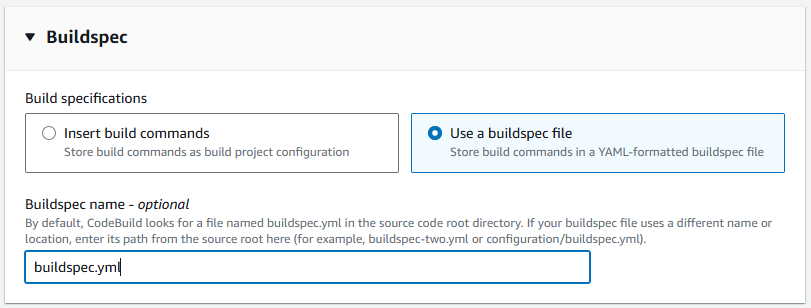 Buildspec
Build specifications
Insert build commands
Store build commands as build project configuration
Use a buildspec file
Store build commands in a YAML-formatted buildspec file
Buildspec name - optional
By default, CodeBuild looks for a file named buildspec.yml in the source code root directory. If your buildspec file uses a different name or
location, enter its path from the source root here (for example, buildspec-two.yml or configuration/buildspec.yml).
buildspec.yml